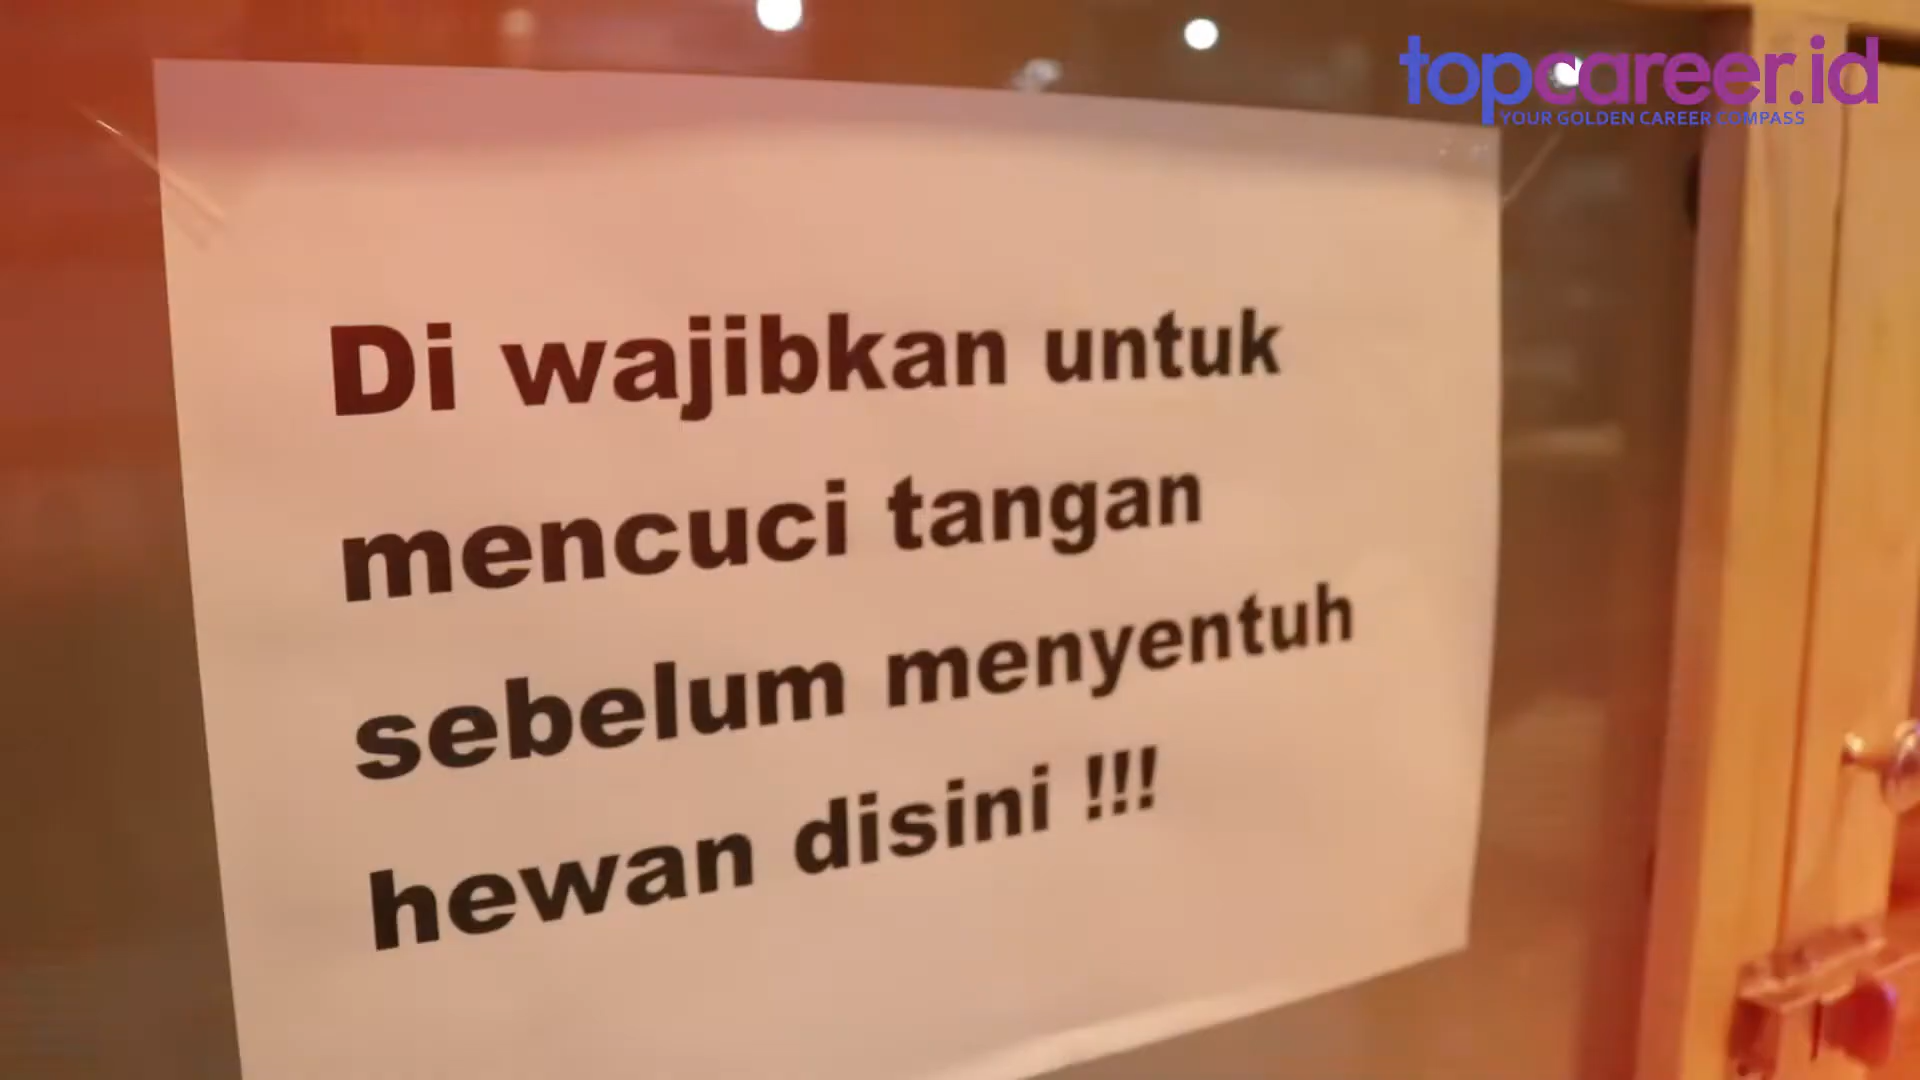 topcareer.id
YOUR GOLDEN CAREER COMPASS
Di wajibkan untuk
mencuci tangan
sebelum menyentuh
hewan disini !!!